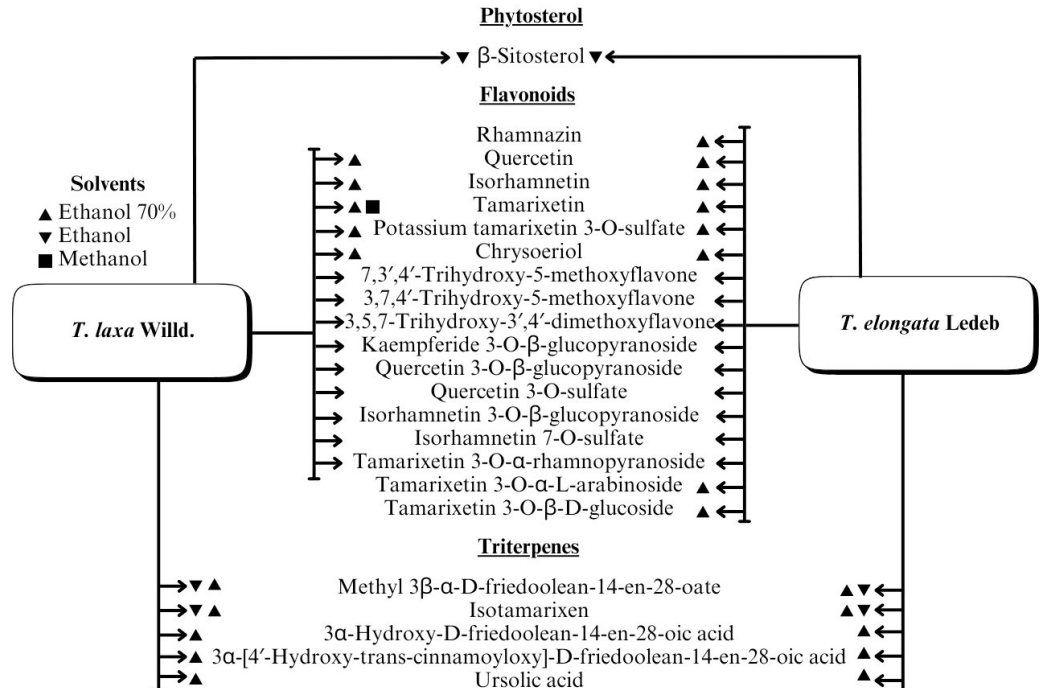 Phytosterol
β-Sitosterol
Flavonoids
Rhamnazin
Quercetin
Isorhamnetin
Tamarixetin
Potassium tamarixetin 3-O-sulfate
Chrysoeriol
7,3′,4′-Trihydroxy-5-methoxyflavone
3,7,4′-Trihydroxy-5-methoxyflavone
3,5,7-Trihydroxy-3′,4′-dimethoxyflavone
Kaempferide 3-O-β-glucopyranoside
Quercetin 3-O-β-glucopyranoside
Quercetin 3-O-sulfate
Isorhamnetin 3-O-β-glucopyranoside
Isorhamnetin 7-O-sulfate
Tamarixetin 3-O-α-rhamnopyranoside
Tamarixetin 3-O-α-L-arabinoside
Tamarixetin 3-O-β-D-glucoside
Solvents
Ethanol 70%
Ethanol
Methanol
T. laxa Willd.
T. elongata Ledeb
Triterpenes
Methyl 3β-α-D-friedoolean-14-en-28-oate
Isotamarixen
3α-Hydroxy-D-friedoolean-14-en-28-oic acid
3α-[4′-Hydroxy-trans-cinnamoyloxy]-D-friedoolean-14-en-28-oic acid
Ursolic acid